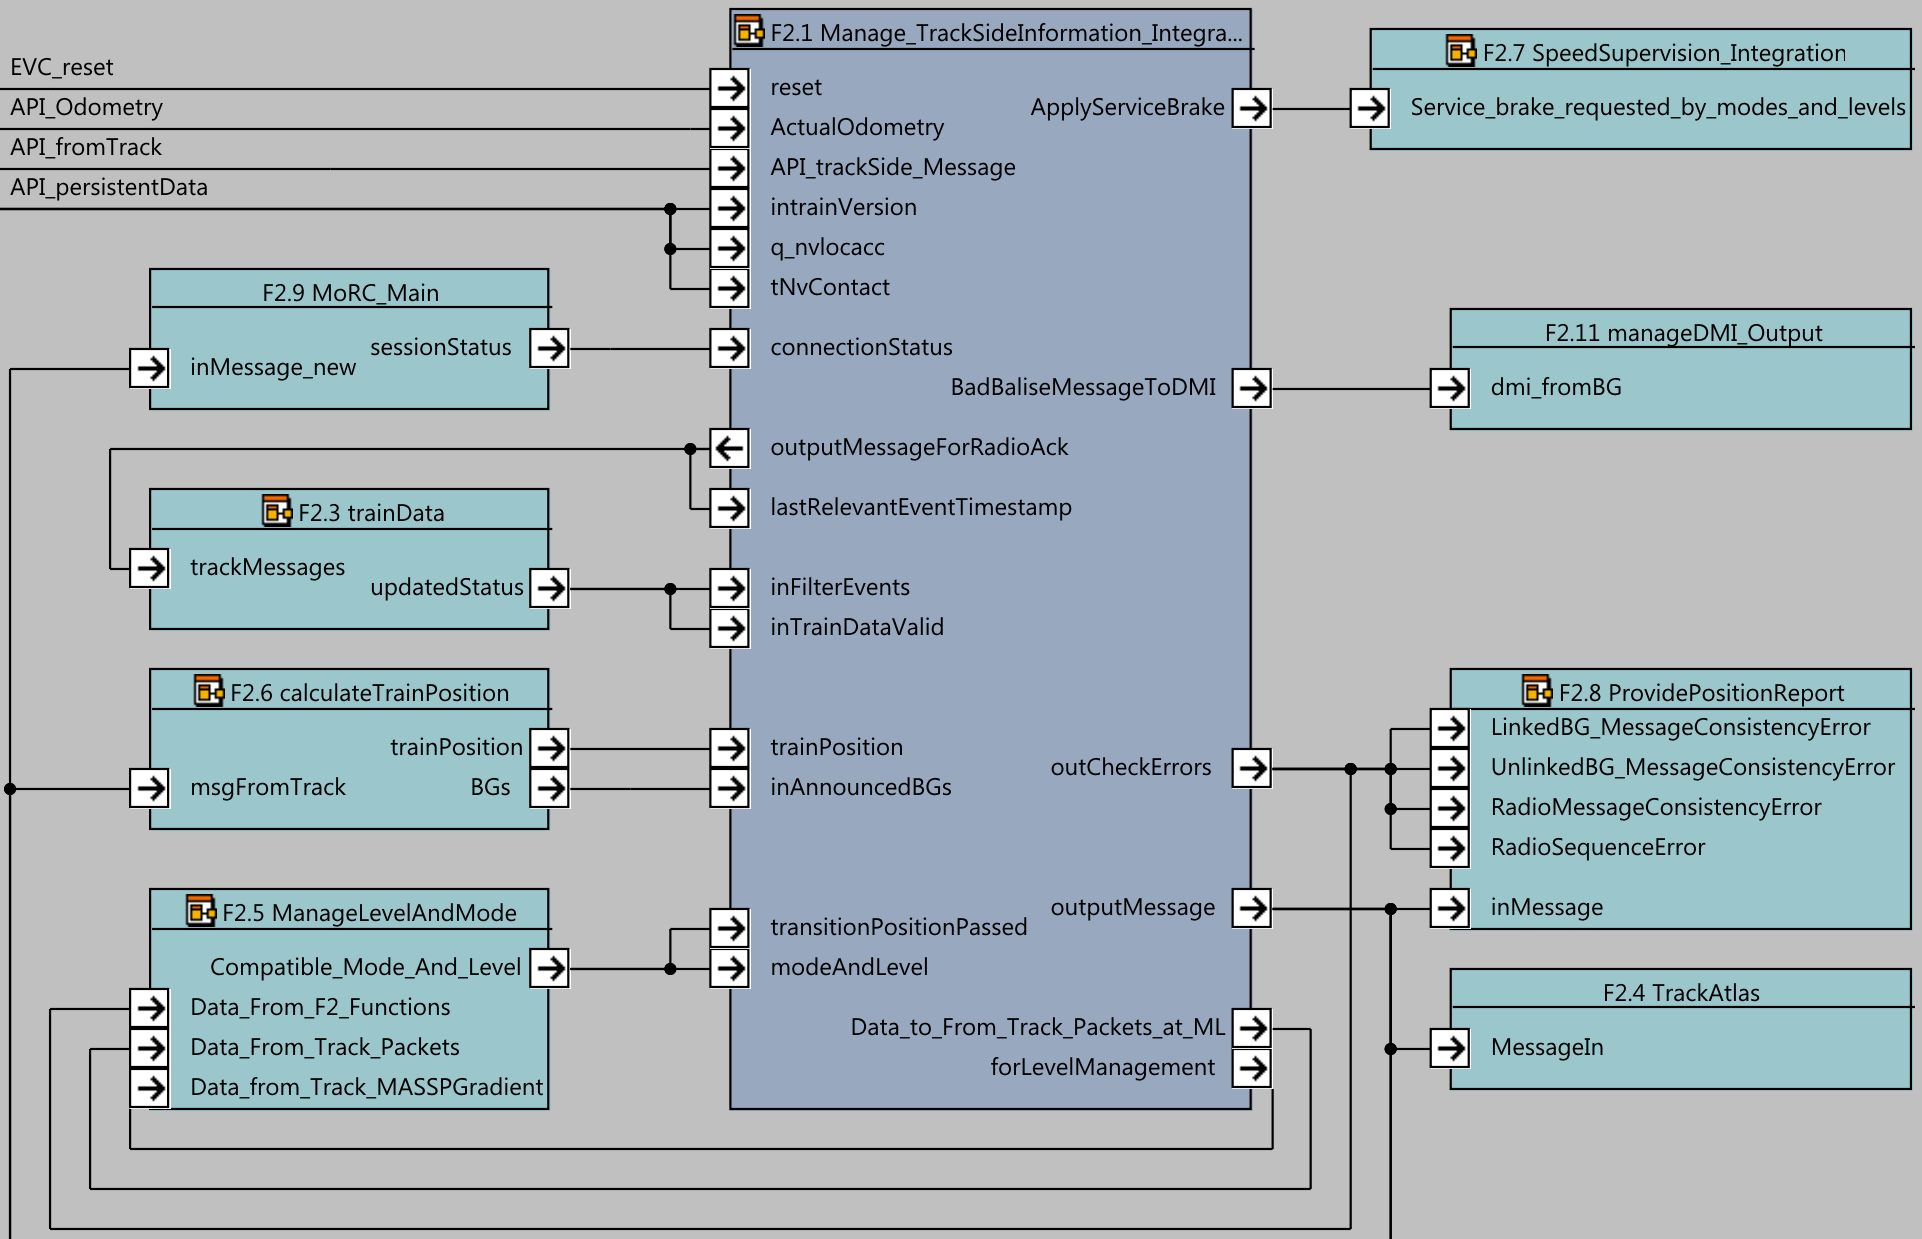 F2.1 Manage_TrackSideInformation_Integra...
EVC_reset
API_Odometry
API_fromTrack
API_persistentData
reset
ActualOdometry
API_trackSide_Message
intrainVersion
q_nvlocacc
tNvContact
connectionStatus
outputMessageForRadioAck
lastRelevantEventTimestamp
inFilterEvents
inTrainDataValid
trainPosition
inAnnouncedBGs
transitionPositionPassed
modeAndLevel
ApplyServiceBrake
BadBaliseMessageToDMI
outCheckErrors
outputMessage
Data_to_From_Track_Packets_at_ML
forLevelManagement
F2.9 MoRC_Main
sessionStatus
inMessage_new
F2.3 trainData
trackMessages
updatedStatus
F2.6 calculateTrainPosition
trainPosition
msgFromTrack
BGs
F2.5 ManageLevelAndMode
Compatible_Mode_And_Level
Data_From_F2_Functions
Data_From_Track_Packets
Data_from_Track_MASSPGradient
F2.7 SpeedSupervision_Integration
Service_brake_requested_by_modes_and_levels
F2.11 manageDMI_Output
dmi_fromBG
F2.8 ProvidePositionReport
LinkedBG_MessageConsistencyError
UnlinkedBG_MessageConsistencyError
RadioMessageConsistencyError
RadioSequenceError
inMessage
F2.4 TrackAtlas
MessageIn